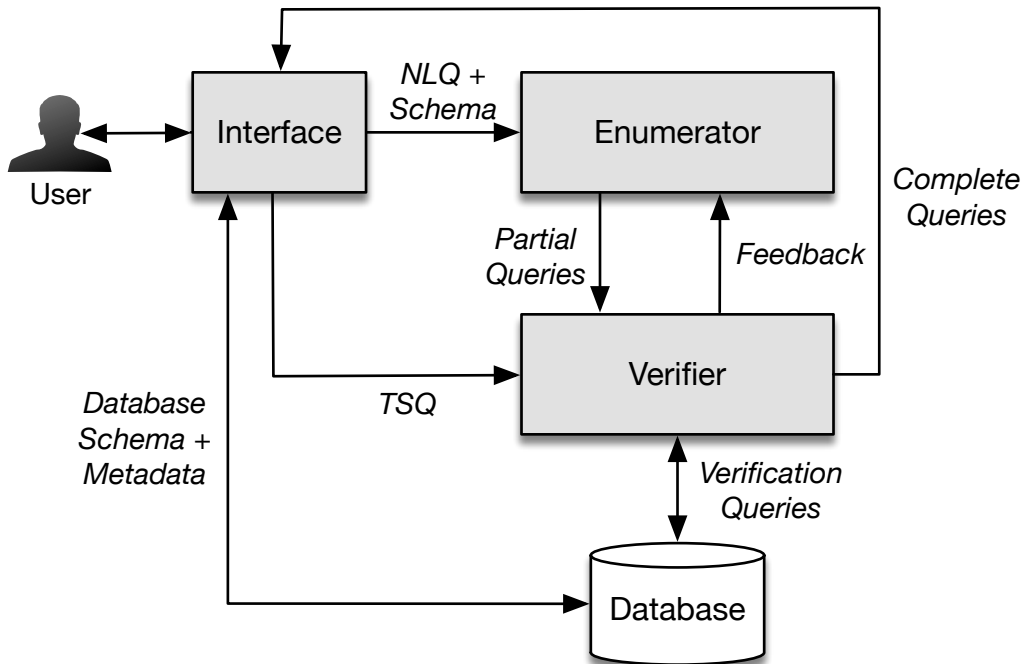 NLQ +
Schema
Interface
Enumerator
User
Complete
Queries
Partial
Queries
Feedback
Verifier
TSQ
Database
Schema +
Metadata
Verification
Queries
Database